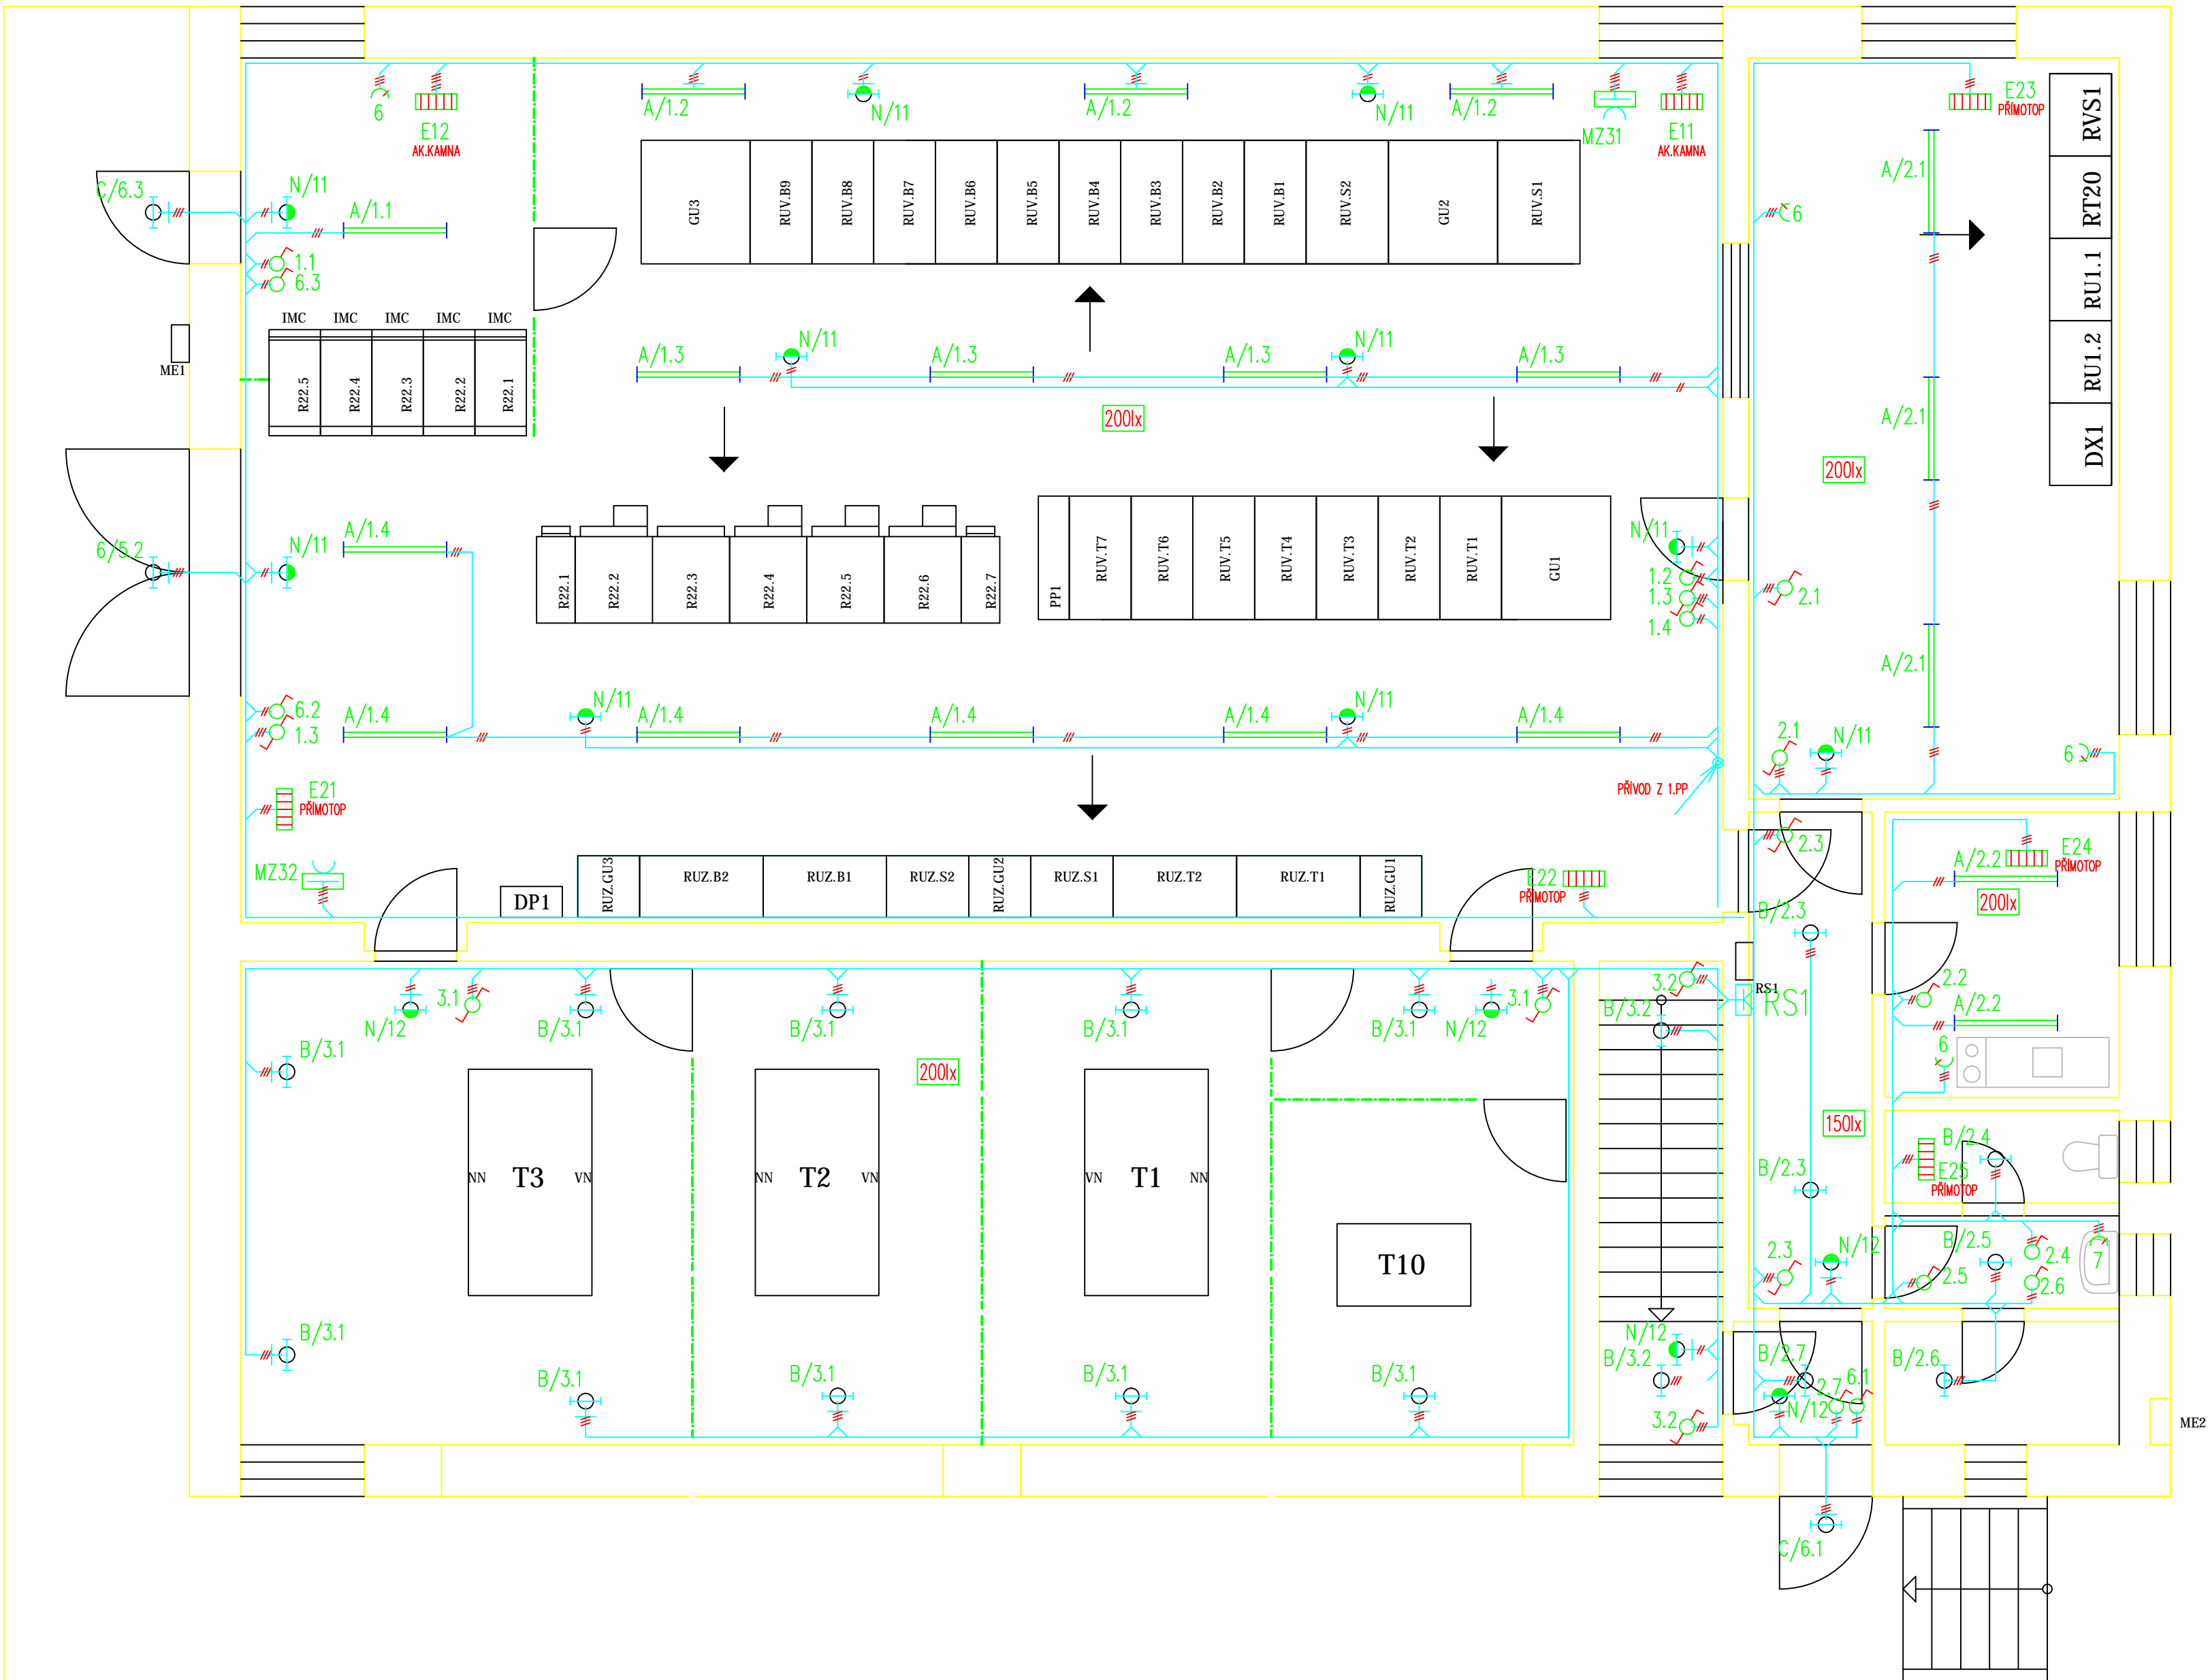 A/1.2
N/11
A/1.2
N/11
A/1.2
6
E12
AK.KAMNA
MZ31
E11
AK.KAMNA
E23
PŘÍMOTOP
RVS1
RT20
RU1.1
RU1.2
DX1
C/6.3
N/11
A/1.1
1.1
6.3
GU3
RUV.B9
RUV.B8
RUV.B7
RUV.B6
RUV.B5
RUV.B4
RUV.B3
RUV.B2
RUV.B1
RUV.S2
GU2
RUV.S1
A/2.1
6
IMC
IMC
IMC
IMC
IMC
ME1
R22.5
R22.4
R22.3
R22.2
R22.1
A/1.3
N/11
A/1.3
A/1.3
N/11
A/1.3
200lx
A/2.1
200lx
6/5.2
N/11
A/1.4
R22.1
R22.2
R22.3
R22.4
R22.5
R22.6
R22.7
PP1
RUV.T7
RUV.T6
RUV.T5
RUV.T4
RUV.T3
RUV.T2
RUV.T1
GU1
N/11
1.2
1.3
1.4
2.1
A/2.1
6.2
1.3
A/1.4
N/11
A/1.4
A/1.4
A/1.4
N/11
A/1.4
2.1
N/11
6
E21
PŘÍMOTOP
PŘÍVOD Z 1.PP
MZ32
DP1
RUZ.GU3
RUZ.B2
RUZ.B1
RUZ.S2
RUZ.GU2
RUZ.S1
RUZ.T2
RUZ.T1
RUZ.GU1
E22
PŘÍMOTOP
2.3
A/2.2
E24
PŘÍMOTOP
200lx
B/2.3
3.1
N/12
B/3.1
B/3.1
B/3.1
B/3.1
N/12
3.1
3.2
B/3.2
RS1
RS1
2.2
A/2.2
6
B/3.1
200lx
150lx
NN
T3
VN
NN
T2
VN
VN
T1
NN
T10
B/2.3
B/2.4
E25
PŘÍMOTOP
2.3
N/12
B/2.5
2.5
2.4
2.6
7
B/3.1
B/3.1
B/3.1
B/3.1
B/3.1
N/12
B/3.2
3.2
B/2.7
2.7
6.1
N/12
B/2.6
ME2
C/6.1